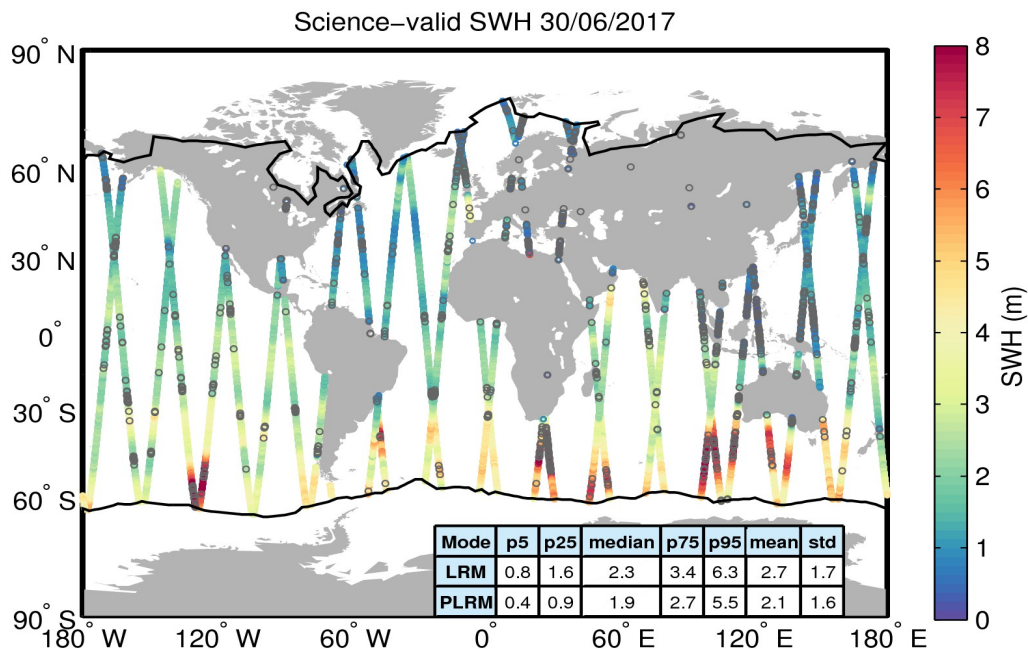 Science−valid SWH 30/06/2017
90° N
60° N
30° N
0°
30° S
60° S
90° S
180° W
120° W
60° W
0°
60° E
120° E
180° E
Mode p5 p25 median p75 p95 mean std
LRM 0.8 1.6 2.3 3.4 6.3 2.7 1.7
PLRM 0.4 0.9 1.9 2.7 5.5 2.1 1.6
8
7
6
5
4
3
2
1
0
SWH (m)